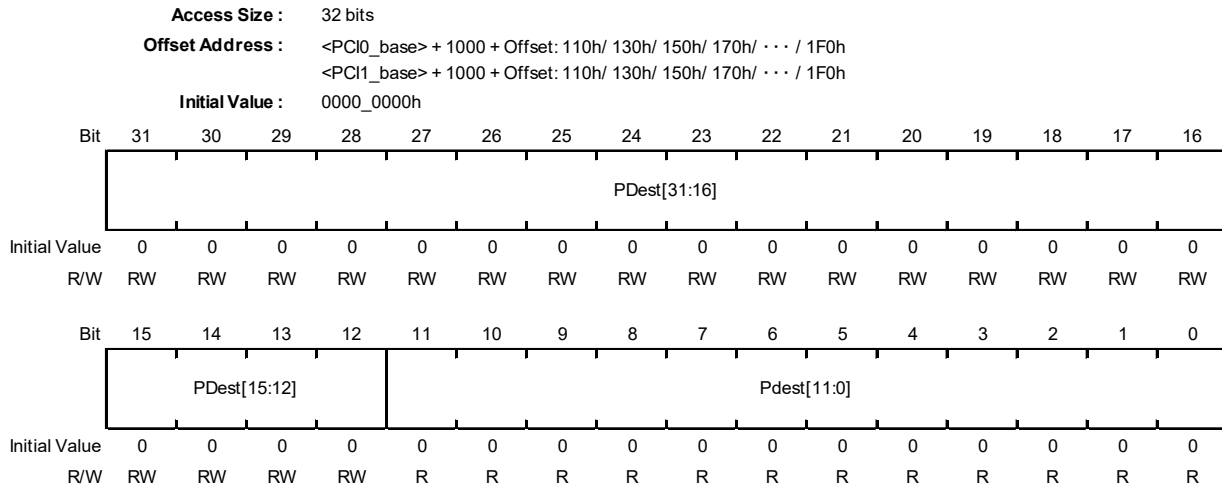 Access Size : 32 bits
Offset Address : <PCI0_base> + 1000 + Offset: 110h/ 130h/ 150h/ 170h/ ・・・ / 1F0h
<PCI1_base> + 1000 + Offset: 110h/ 130h/ 150h/ 170h/ ・・・ / 1F0h
Initial Value : 0000_0000h
Bit 31 30 29 28 27 26 25 24 23 22 21 20 19 18 17 16
PDest[31:16]
Initial Value 0 0 0 0 0 0 0 0 0 0 0 0 0 0 0 0
R/W RW RW RW RW RW RW RW RW RW RW RW RW RW RW RW RW
Bit 15 14 13 12 11 10 9 8 7 6 5 4 3 2 1 0
PDest[15:12] Pdest[11:0]
Initial Value 0 0 0 0 0 0 0 0 0 0 0 0 0 0 0 0
R/W RW RW RW RW R R R R R R R R R R R R